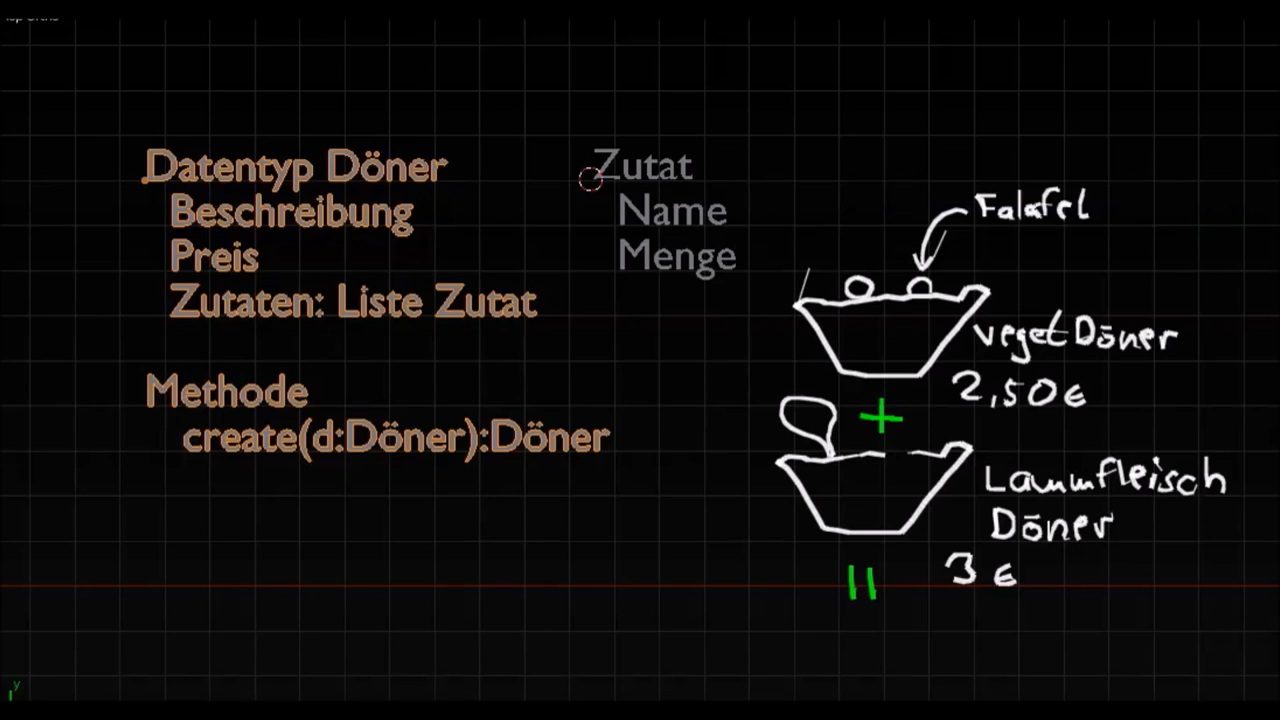 Datentyp Döner
Beschreibung
Preis
Zutaten: Liste Zutat
Methode
create(d:Döner):Döner
Zutat
Name
Menge
Falafel
veget Döner
2,50€
+
Lammfleisch
Döner
3 €
y